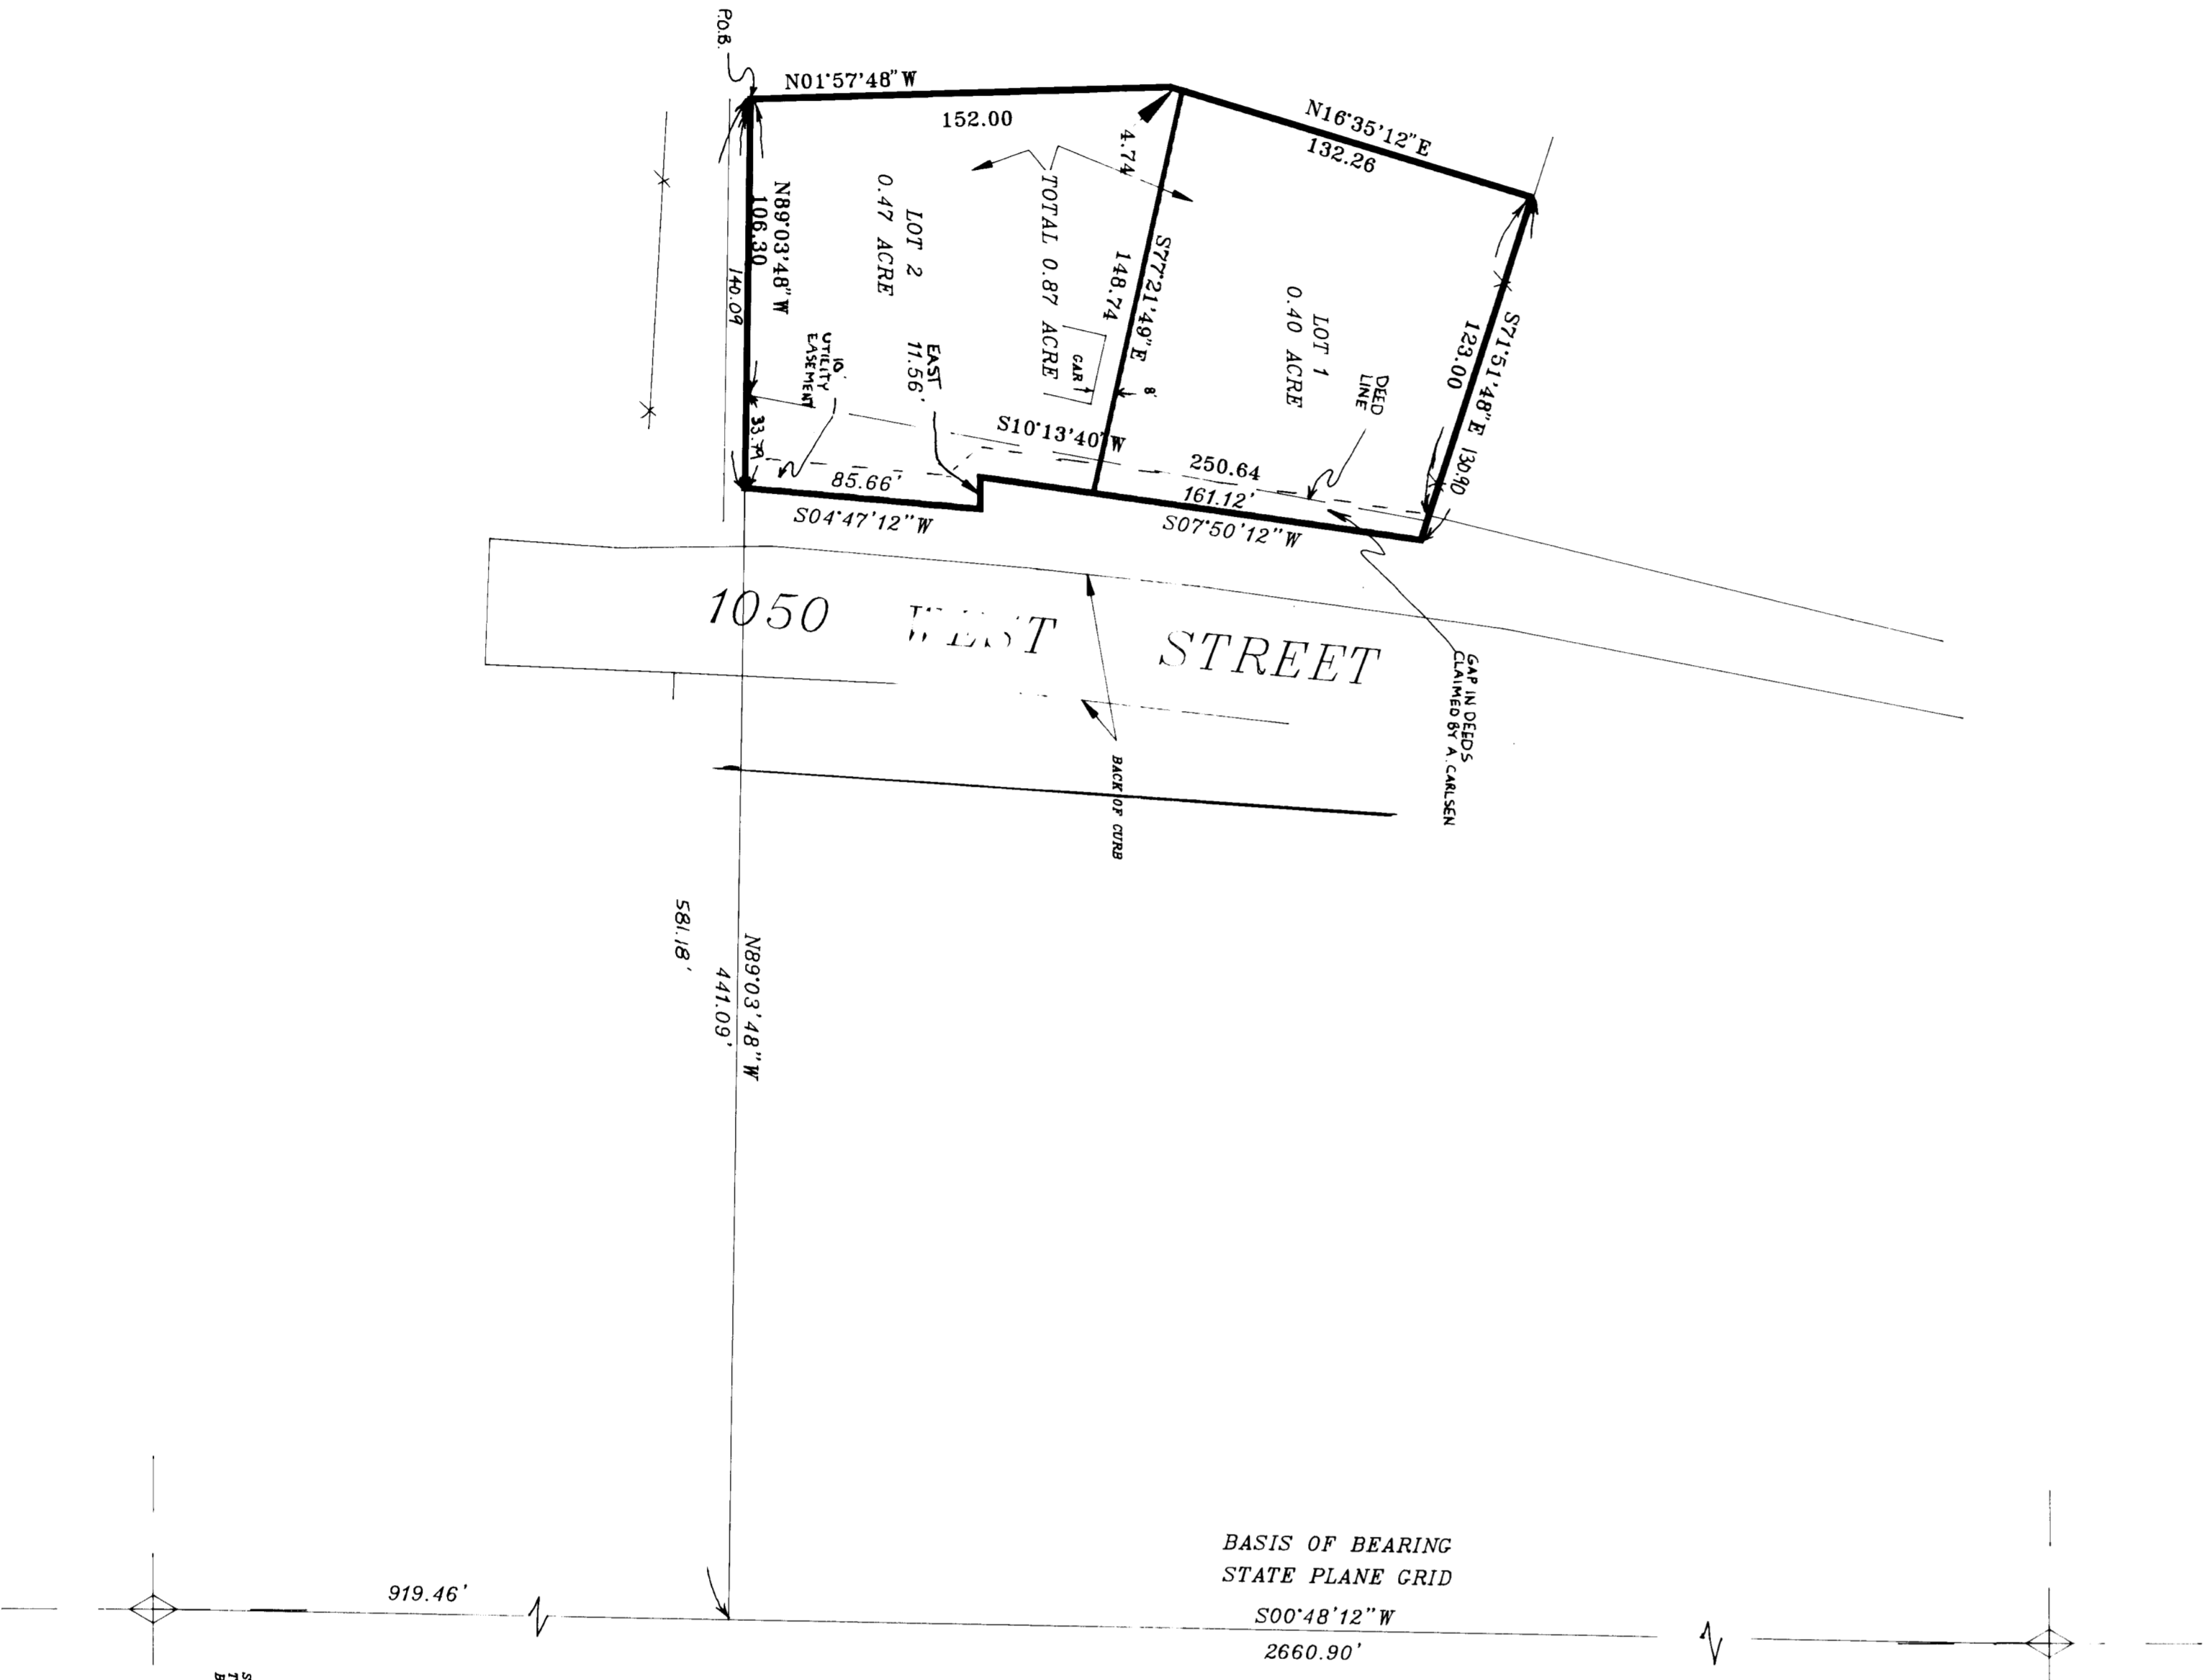 P.O.B.
N01°57'48"W
152.00
N16°35'12"E
132.26
4.74
S77°21'49"E
148.74
8'
TOTAL 0.87 ACRE
LOT 2
0.47 ACRE
LOT 1
0.40 ACRE
GAR
N89°03'48"W
106.30
140.09
33.79
S71°51'48"E 130.90
123.00
DEED
LINE
10'
UTILITY
EASEMENT
EAST
11.56'
S10°13'40"W
250.64
161.12'
S07°50'12"W
85.66'
S04°47'12"W
1050 WEST STREET
GAP IN DEEDS
CLAIMED BY A. CARLSEN
BACK OF CURB
N89°03'48"W
441.09'
581.18'
BASIS OF BEARING
STATE PLANE GRID
S00°48'12"W
2660.90'
919.46'